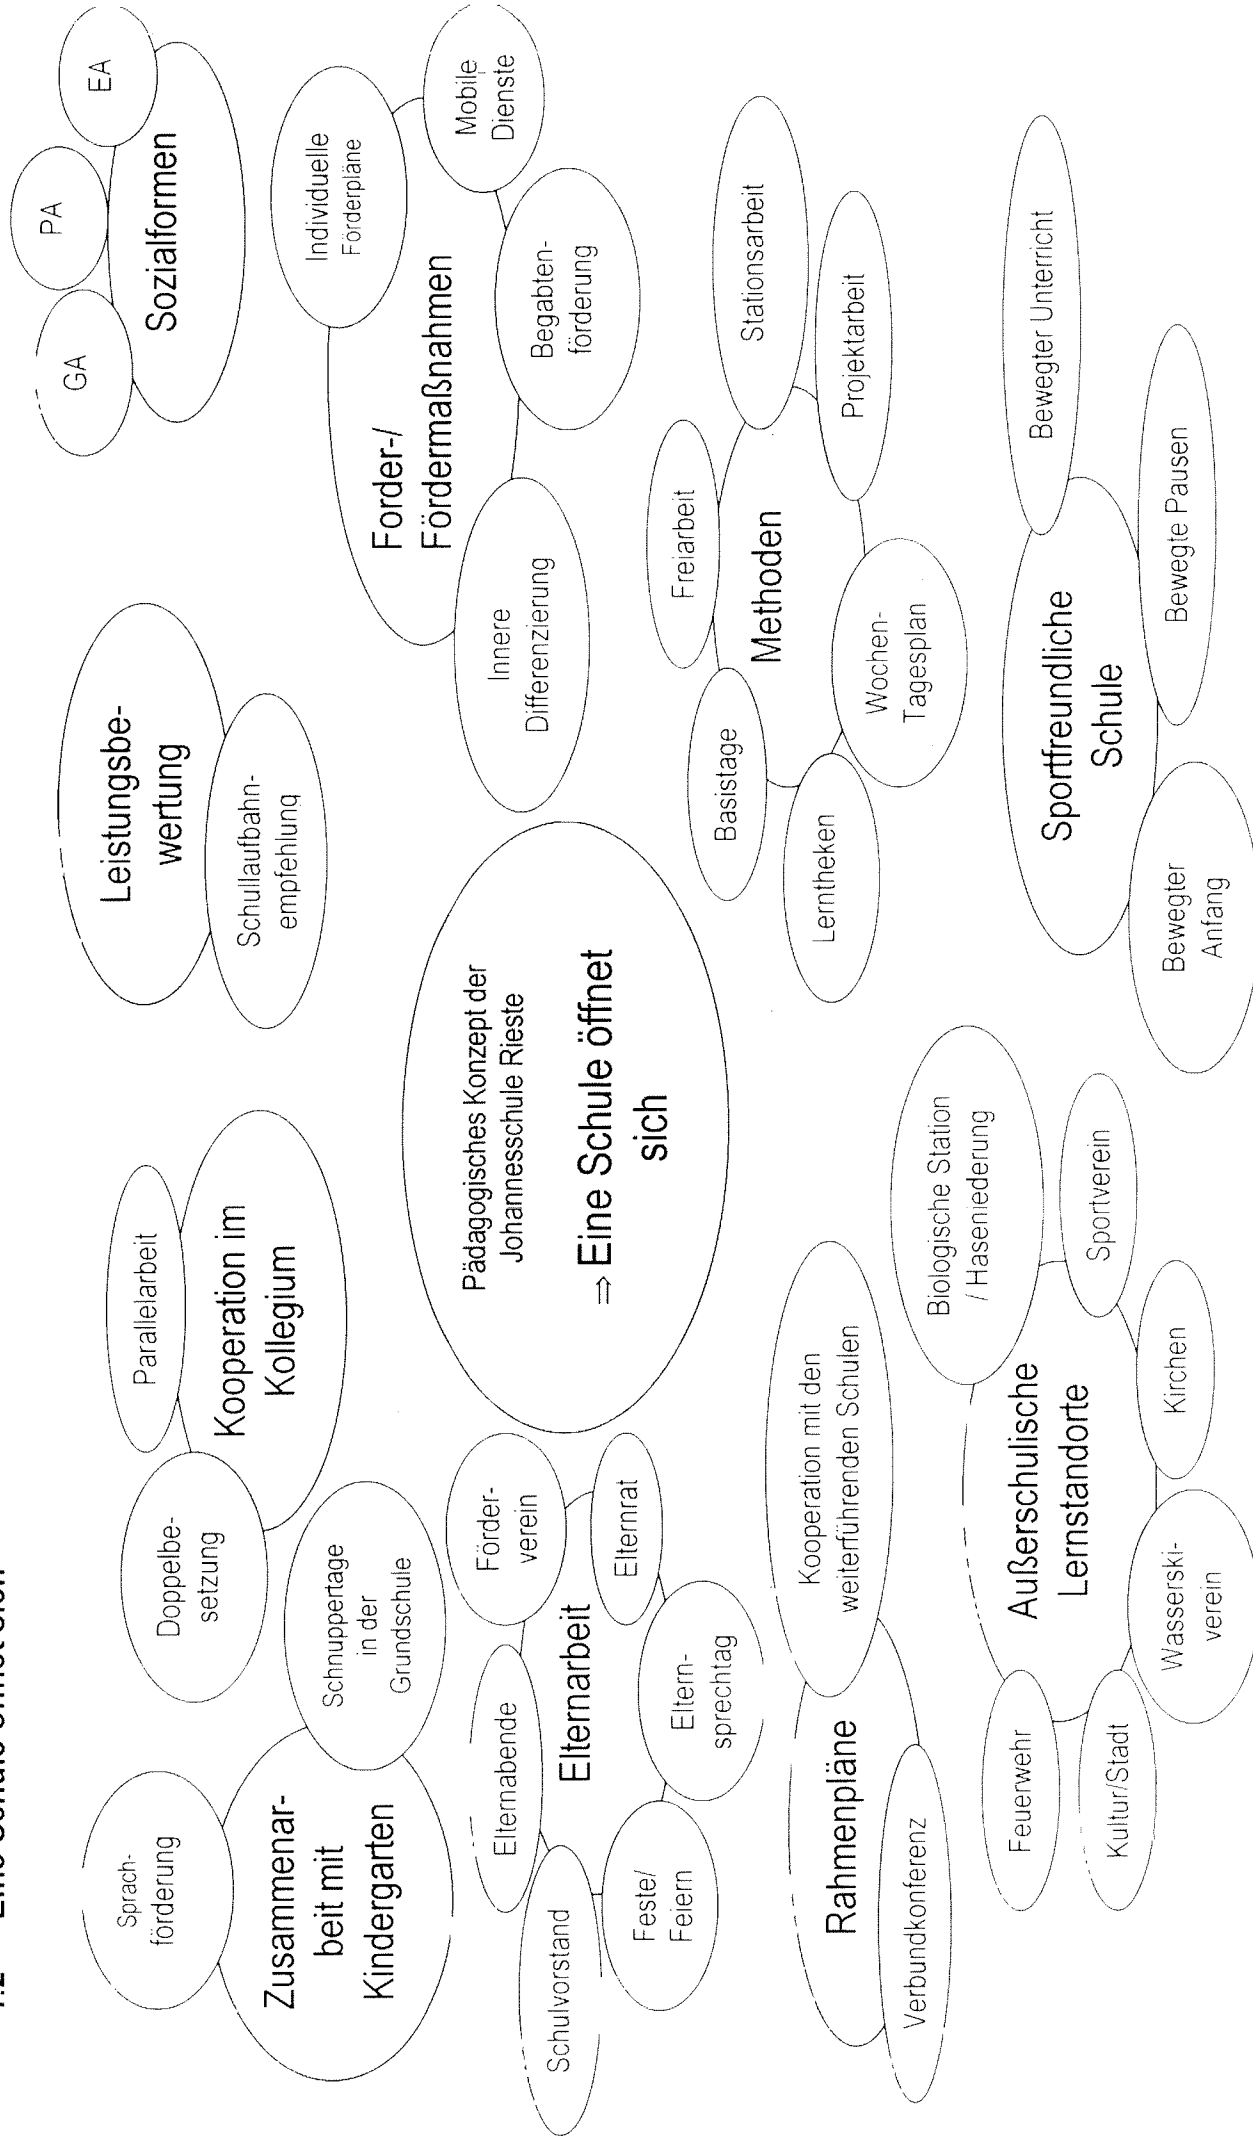 Sprach-
förderung
Zusammenar-
beit mit
Kindergarten
Schnuppertage
in der
Grundschule
Doppelbe-
setzung
Parallelarbeit
Kooperation im
Kollegium
Leistungsbe-
wertung
Schullaufbahn-
empfehlung
GA
PA
EA
Sozialformen
Schulvorstand
Elternabende
Förder-
verein
Elternarbeit
Elternrat
Eltern-
sprechtag
Feste/
Feiern
Pädagogisches Konzept der
Johannesschule Rieste
⇒ Eine Schule öffnet
sich
Forder-/
Fördermaßnahmen
Individuelle
Förderpläne
Mobile
Dienste
Begabten-
förderung
Innere
Differenzierung
Rahmenpläne
Kooperation mit den
weiterführenden Schulen
Verbundkonferenz
Basistage
Freiarbeit
Stationsarbeit
Methoden
Lerntheken
Wochen-
Tagesplan
Projektarbeit
Feuerwehr
Kultur/Stadt
Außerschulische
Lernstandorte
Biologische Station
/ Haseniederung
Sportverein
Kirchen
Wasserski-
verein
Sportfreundliche
Schule
Bewegter Unterricht
Bewegter
Anfang
Bewegte Pausen